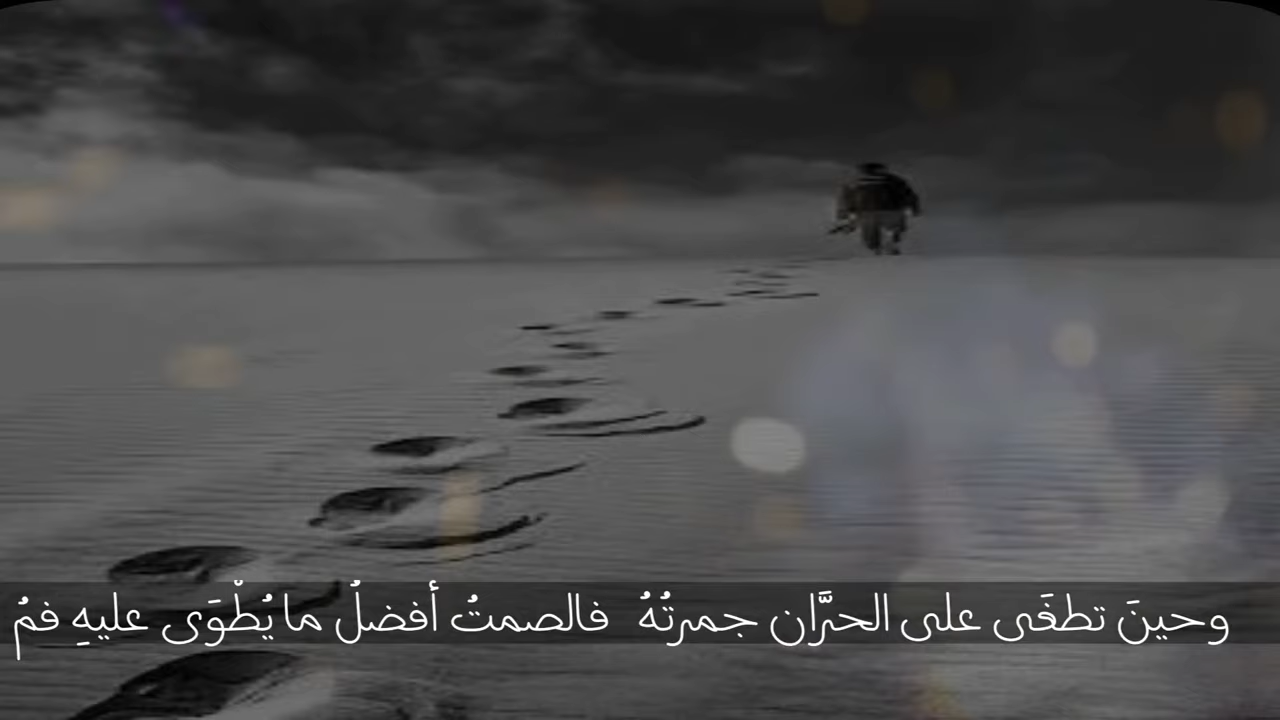 وحينَ تطغَى على الحرَّان جمرتُهُ فالصمتُ أفضلُ ما يُطْوَى عليهِ فمُ